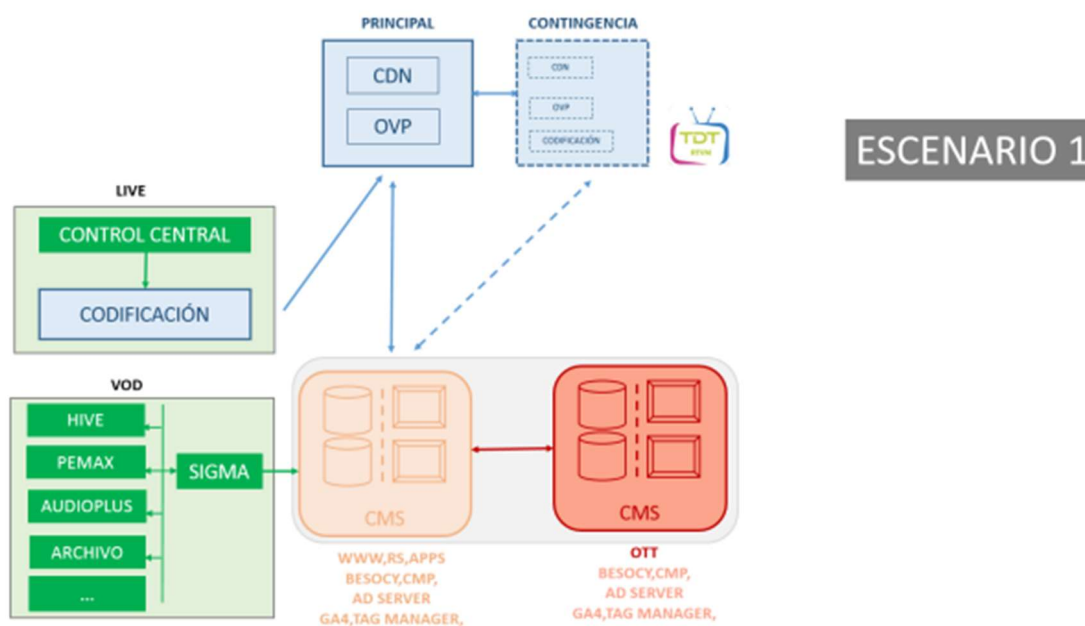 PRINCIPAL
CONTINGENCIA
CDN
OVP
CDN
OVP
CODIFICACIÓN
TDT
ESCENARIO 1
LIVE
CONTROL CENTRAL
CODIFICACIÓN
VOD
HIVE
PEMAX
AUDIOPLUS
ARCHIVO
...
SIGMA
CMS
CMS
WWW,RS,APPS
BESOCY,CMP,
AD SERVER
GA4,TAG MANAGER,
OTT
BESOCY,CMP,
AD SERVER
GA4,TAG MANAGER,